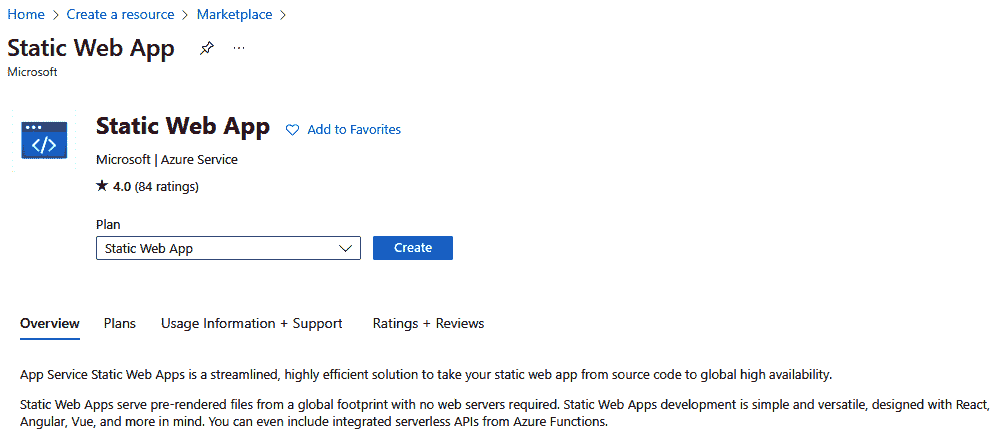 Home > Create a resource > Marketplace >
Static Web App ...
Microsoft
</>
Static Web App Add to Favorites
Microsoft | Azure Service
★ 4.0 (84 ratings)
Plan
Static Web App Create
Overview Plans Usage Information + Support Ratings + Reviews
App Service Static Web Apps is a streamlined, highly efficient solution to take your static web app from source code to global high availability.
Static Web Apps serve pre-rendered files from a global footprint with no web servers required. Static Web Apps development is simple and versatile, designed with React,
Angular, Vue, and more in mind. You can even include integrated serverless APIs from Azure Functions.